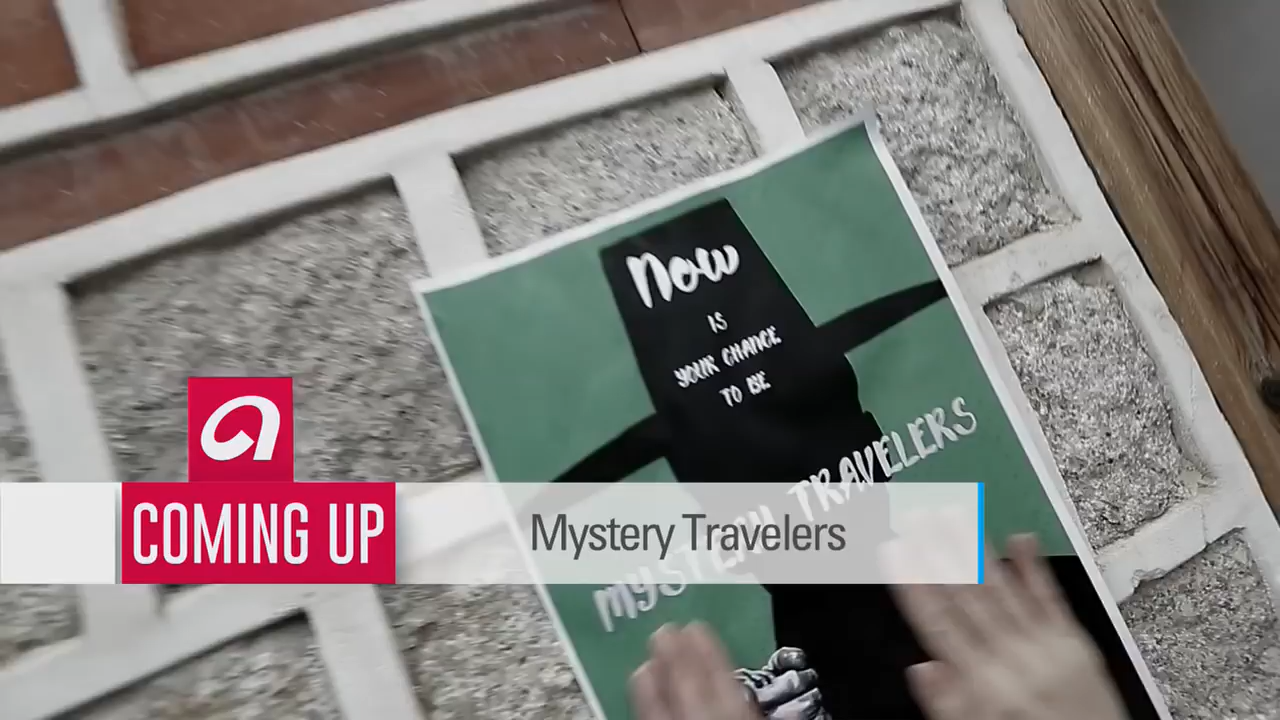 Now
IS
YOUR CHANCE
TO BE
MYSTERY TRAVELERS
a
COMING UP
Mystery Travelers